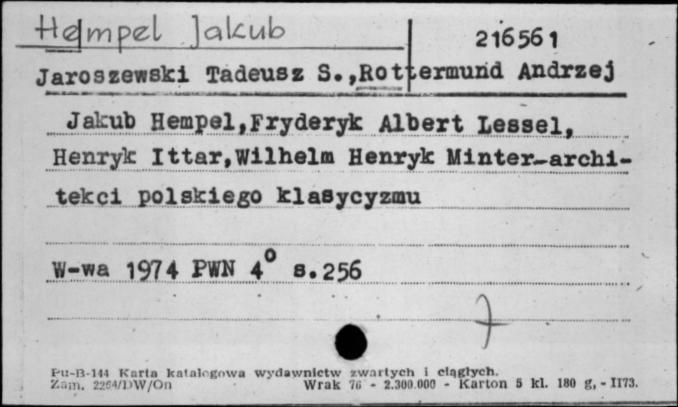 Hempel Jakub
216561
Jaroszewski Tadeusz S.,Rottermund Andrzej
Jakub Hempel,Fryderyk Albert Lessel,
Henryk Ittar,Wilhelm Henryk Minter-archi-
tekci polskiego klasycyzmu
W-wa 1974 PWN 4° s.256
Pu-B-144 Karta katalogowa wydawnictw zwartych i ciągłych.
Zam. 2264/DW/On Wrak 76 - 2.300.000 - Karton 5 kl. 180 g, - II73.